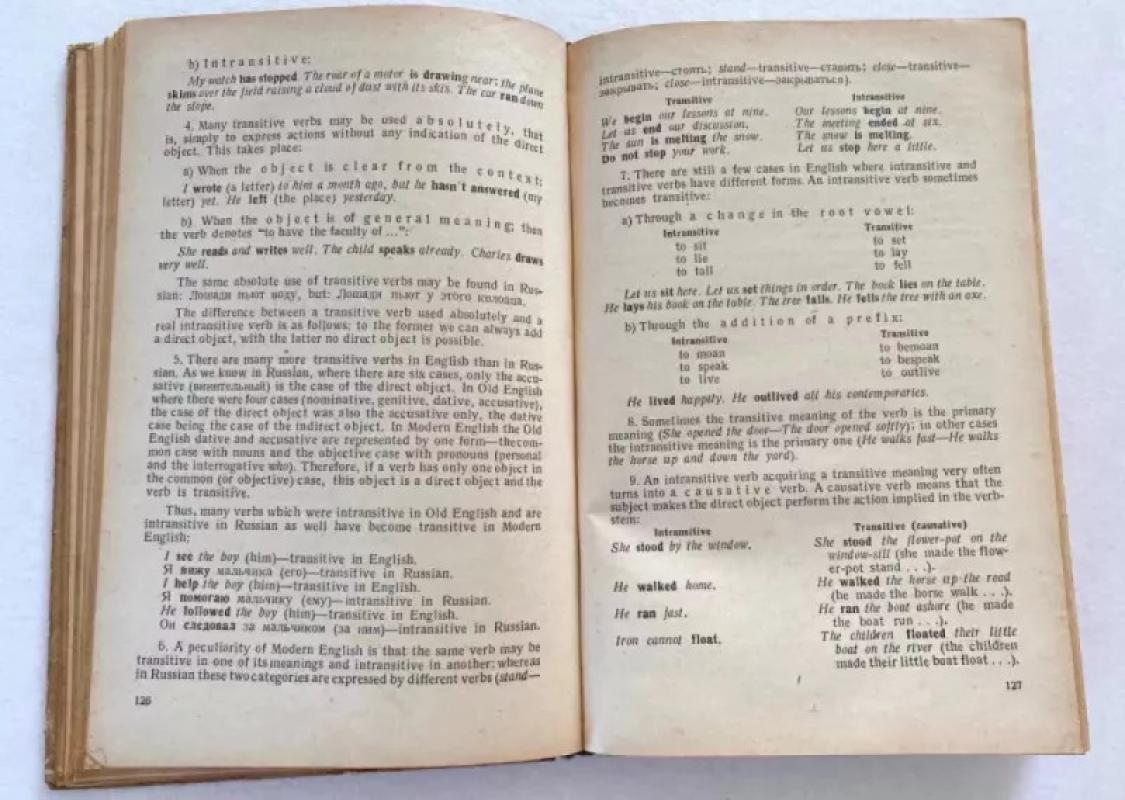 b) Intransitive:
My watch has stopped. The roar of a motor is drawing near; the plane
skims over the field raising a cloud of dust with its skis. The car ran down
the slope.
4. Many transitive verbs may be used absolutely, that
is, simply to express actions without any indication of the direct
object. This takes place:
a) When the object is clear from the context:
I wrote (a letter) to him a month ago, but he hasn't answered (my
letter) yet. He left (the place) yesterday.
b) When the object is of general meaning; then
the verb denotes “to have the faculty of ...”:
She reads and writes well. The child speaks already. Charles draws
very well.
The same absolute use of transitive verbs may be found in Rus-
sian: Лошади пьют воду, but: Лошади пьют у этого колодца.
The difference between a transitive verb used absolutely and a
real intransitive verb is as follows: to the former we can always add
a direct object, with the latter no direct object is possible.
5. There are many more transitive verbs in English than in Rus-
sian. As we know in Russian, where there are six cases, only the accu-
sative (винительный) is the case of the direct object. In Old English
where there were four cases (nominative, genitive, dative, accusative),
the case of the direct object was also the accusative only, the dative
case being the case of the indirect object. In Modern English the Old
English dative and accusative are represented by one form—the com-
mon case with nouns and the objective case with pronouns (personal
and the interrogative who). Therefore, if a verb has only one object in
the common (or objective) case, this object is a direct object and the
verb is transitive.
Thus, many verbs which were intransitive in Old English and are
intransitive in Russian as well have become transitive in Modern
English:
I see the boy (him)—transitive in English.
Я вижу мальчика (его)—transitive in Russian.
I help the boy (him)—transitive in English.
Я помогаю мальчику (ему)—intransitive in Russian.
He followed the boy (him)—transitive in English.
Он следовал за мальчиком (за ним)—intransitive in Russian.
6. A peculiarity of Modern English is that the same verb may be
transitive in one of its meanings and intransitive in another; whereas
in Russian these two categories are expressed by different verbs (stand—
126
intransitive—стоять; stand—transitive—ставить; close—transitive—
закрывать; close—intransitive—закрываться).
Transitive Intransitive
We begin our lessons at nine. Our lessons begin at nine.
Let us end our discussion. The meeting ended at six.
The sun is melting the snow. The snow is melting.
Do not stop your work. Let us stop here a little.
7. There are still a few cases in English where intransitive and
transitive verbs have different forms. An intransitive verb sometimes
becomes transitive:
a) Through a change in the root vowel:
Intransitive Transitive
to sit to set
to lie to lay
to fall to fell
Let us sit here. Let us set things in order. The book lies on the table.
He lays his book on the table. The tree falls. He fells the tree with an axe.
b) Through the addition of a prefix:
Intransitive Transitive
to moan to bemoan
to speak to bespeak
to live to outlive
He lived happily. He outlived all his contemporaries.
8. Sometimes the transitive meaning of the verb is the primary
meaning (She opened the door—The door opened softly); in other cases
the intransitive meaning is the primary one (He walks fast—He walks
the horse up and down the yard).
9. An intransitive verb acquiring a transitive meaning very often
turns into a causative verb. A causative verb means that the
subject makes the direct object perform the action implied in the verb-
stem:
Intransitive Transitive (causative)
She stood by the window. She stood the flower-pot on the
window-sill (she made the flow-
er-pot stand . . .).
He walked home. He walked the horse up the road
(he made the horse walk . . .).
He ran fast. He ran the boat ashore (he made
the boat run . . .).
Iron cannot float. The children floated their little
boat on the river (the children
made their little boat float . . .).
127